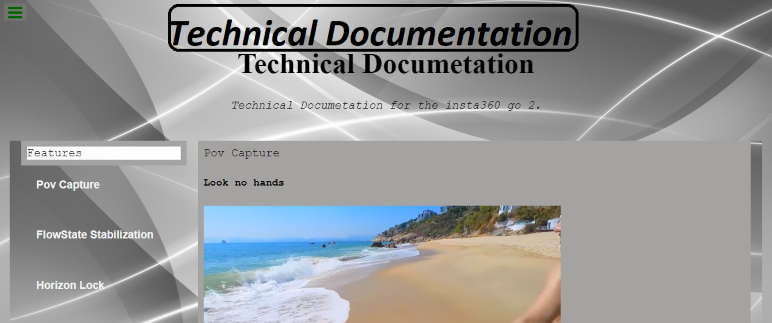 Technical Documentation
Technical Documetation
Technical Documetation for the insta360 go 2.
Features
Pov Capture
FlowState Stabilization
Horizon Lock
Pov Capture
Look no hands